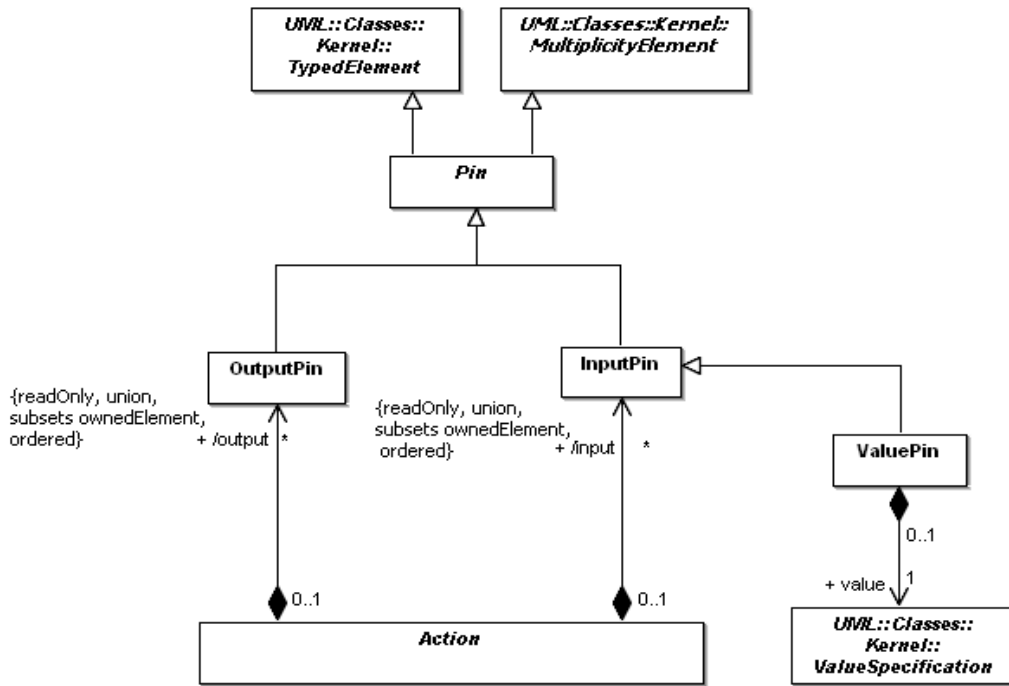 UML::Classes::
Kernel::
TypedElement
UML::Classes::Kernel::
MultiplicityElement
Pin
OutputPin
InputPin
{readOnly, union,
subsets ownedElement,
ordered}
+ /output
*
{readOnly, union,
subsets ownedElement,
ordered}
+ /input
*
ValuePin
0..1
+ value
1
0..1
0..1
Action
UML::Classes::
Kernel::
ValueSpecification